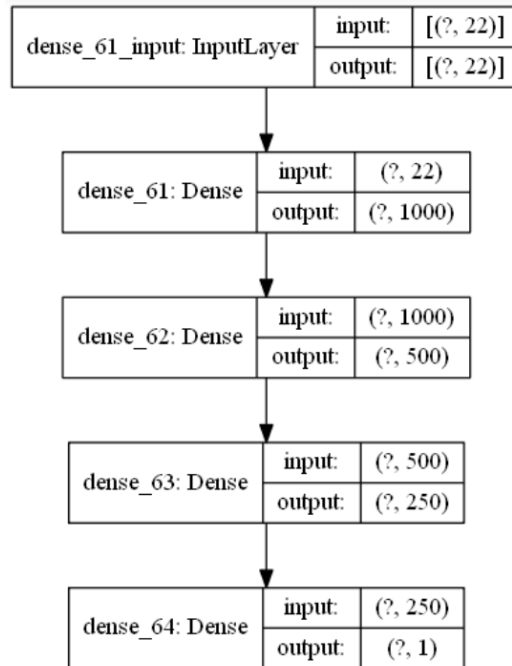 dense_61_input: InputLayer
input: [(?, 22)]
output: [(?, 22)]
dense_61: Dense
input: (?, 22)
output: (?, 1000)
dense_62: Dense
input: (?, 1000)
output: (?, 500)
dense_63: Dense
input: (?, 500)
output: (?, 250)
dense_64: Dense
input: (?, 250)
output: (?, 1)